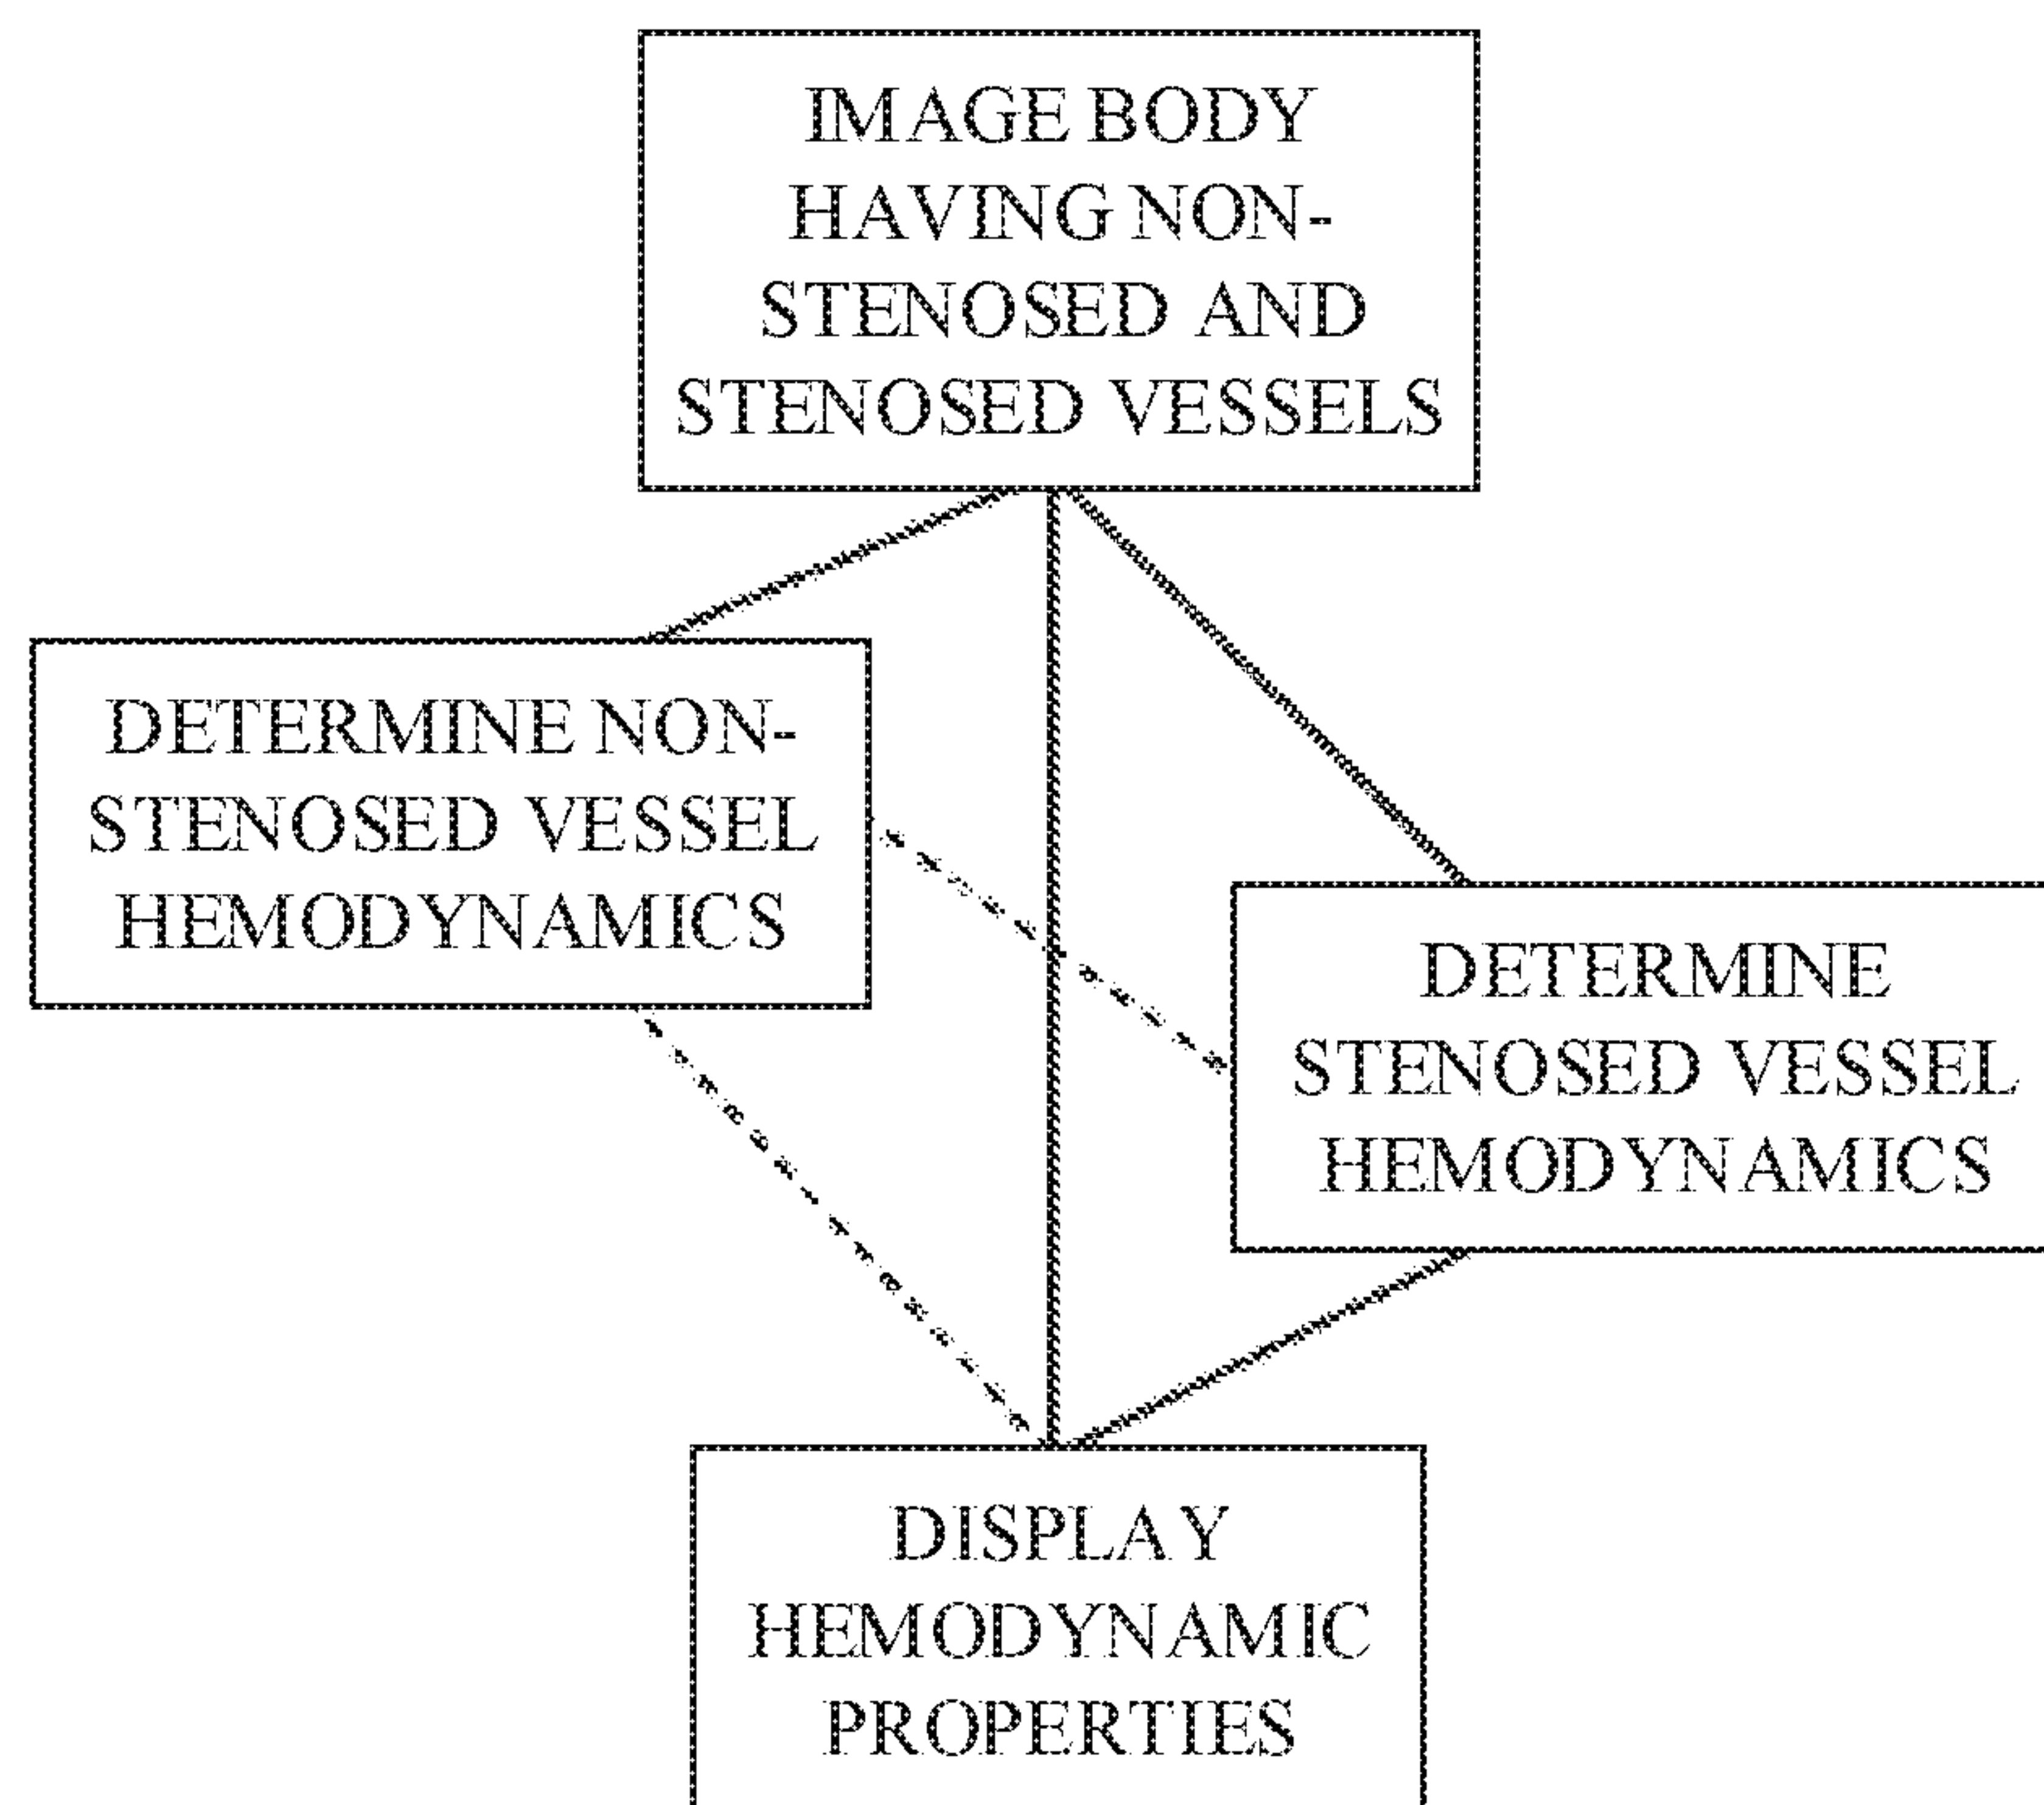 IMAGE BODY
HAVING NON-
STENOSED AND
STENOSED VESSELS
DETERMINE NON-
STENOSED VESSEL
HEMODYNAMICS
DETERMINE
STENOSED VESSEL
HEMODYNAMICS
DISPLAY
HEMODYNAMIC
PROPERTIES